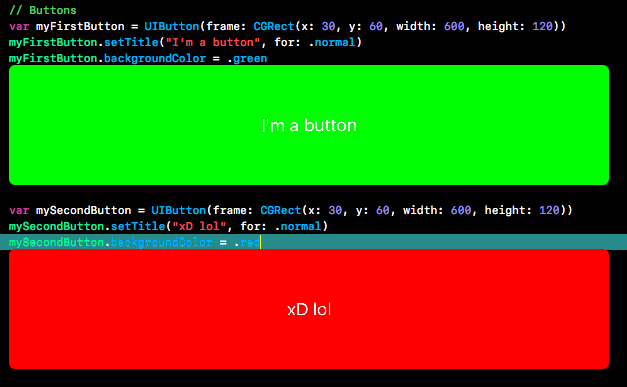 // Buttons
var myFirstButton = UIButton(frame: CGRect(x: 30, y: 60, width: 600, height: 120))
myFirstButton.setTitle("I'm a button", for: .normal)
myFirstButton.backgroundColor = .green
I'm a button
var mySecondButton = UIButton(frame: CGRect(x: 30, y: 60, width: 600, height: 120))
mySecondButton.setTitle("xD lol", for: .normal)
mySecondButton.backgroundColor = .red
xD lol